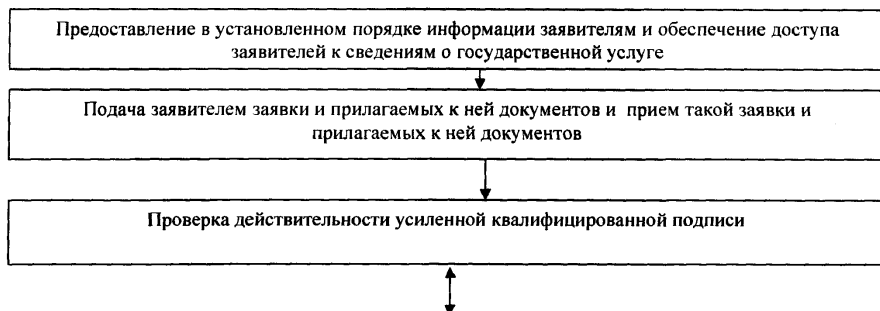 Предоставление в установленном порядке информации заявителям и обеспечение доступа
заявителей к сведениям о государственной услуге
Подача заявителем заявки и прилагаемых к ней документов и прием такой заявки и
прилагаемых к ней документов
Проверка действительности усиленной квалифицированной подписи